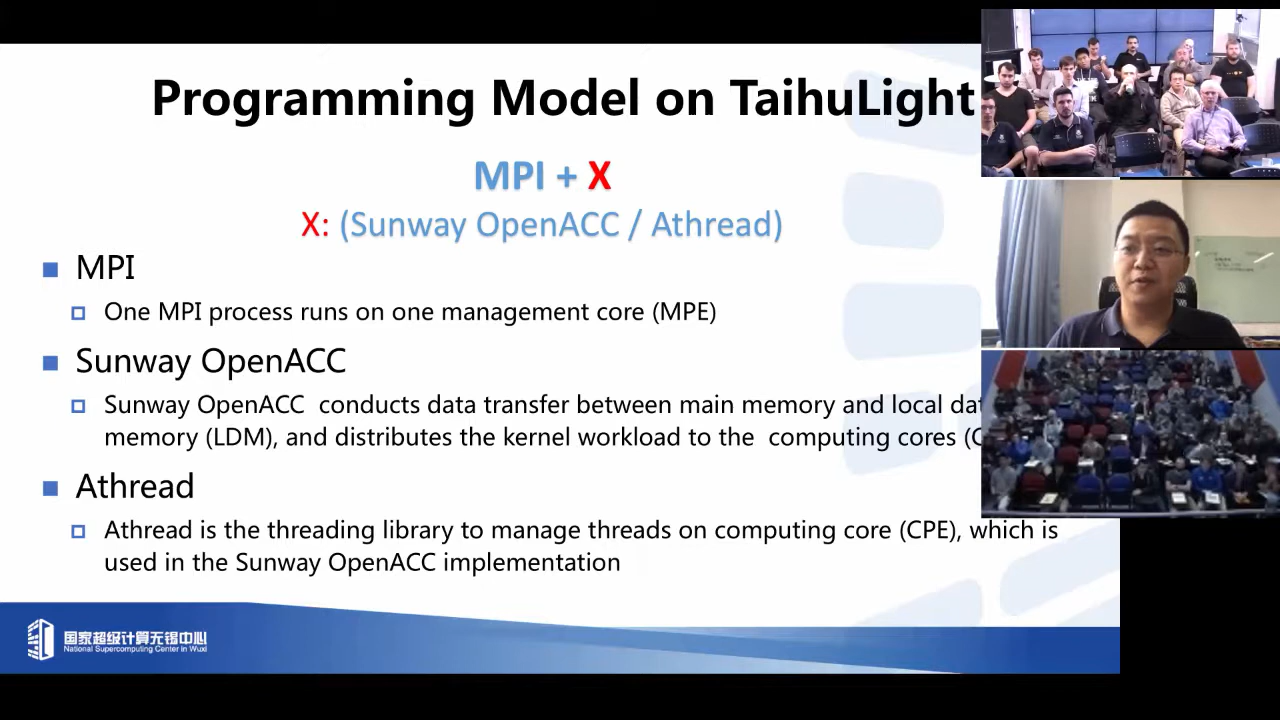 Programming Model on TaihuLight
MPI + X
X: (Sunway OpenACC / Athread)
MPI
One MPI process runs on one management core (MPE)
Sunway OpenACC
Sunway OpenACC conducts data transfer between main memory and local
memory (LDM), and distributes the kernel workload to the computing cores
Athread
Athread is the threading library to manage threads on computing core (CPE), which is
used in the Sunway OpenACC implementation
国家超级计算无锡中心
National Supercomputing Center in Wuxi